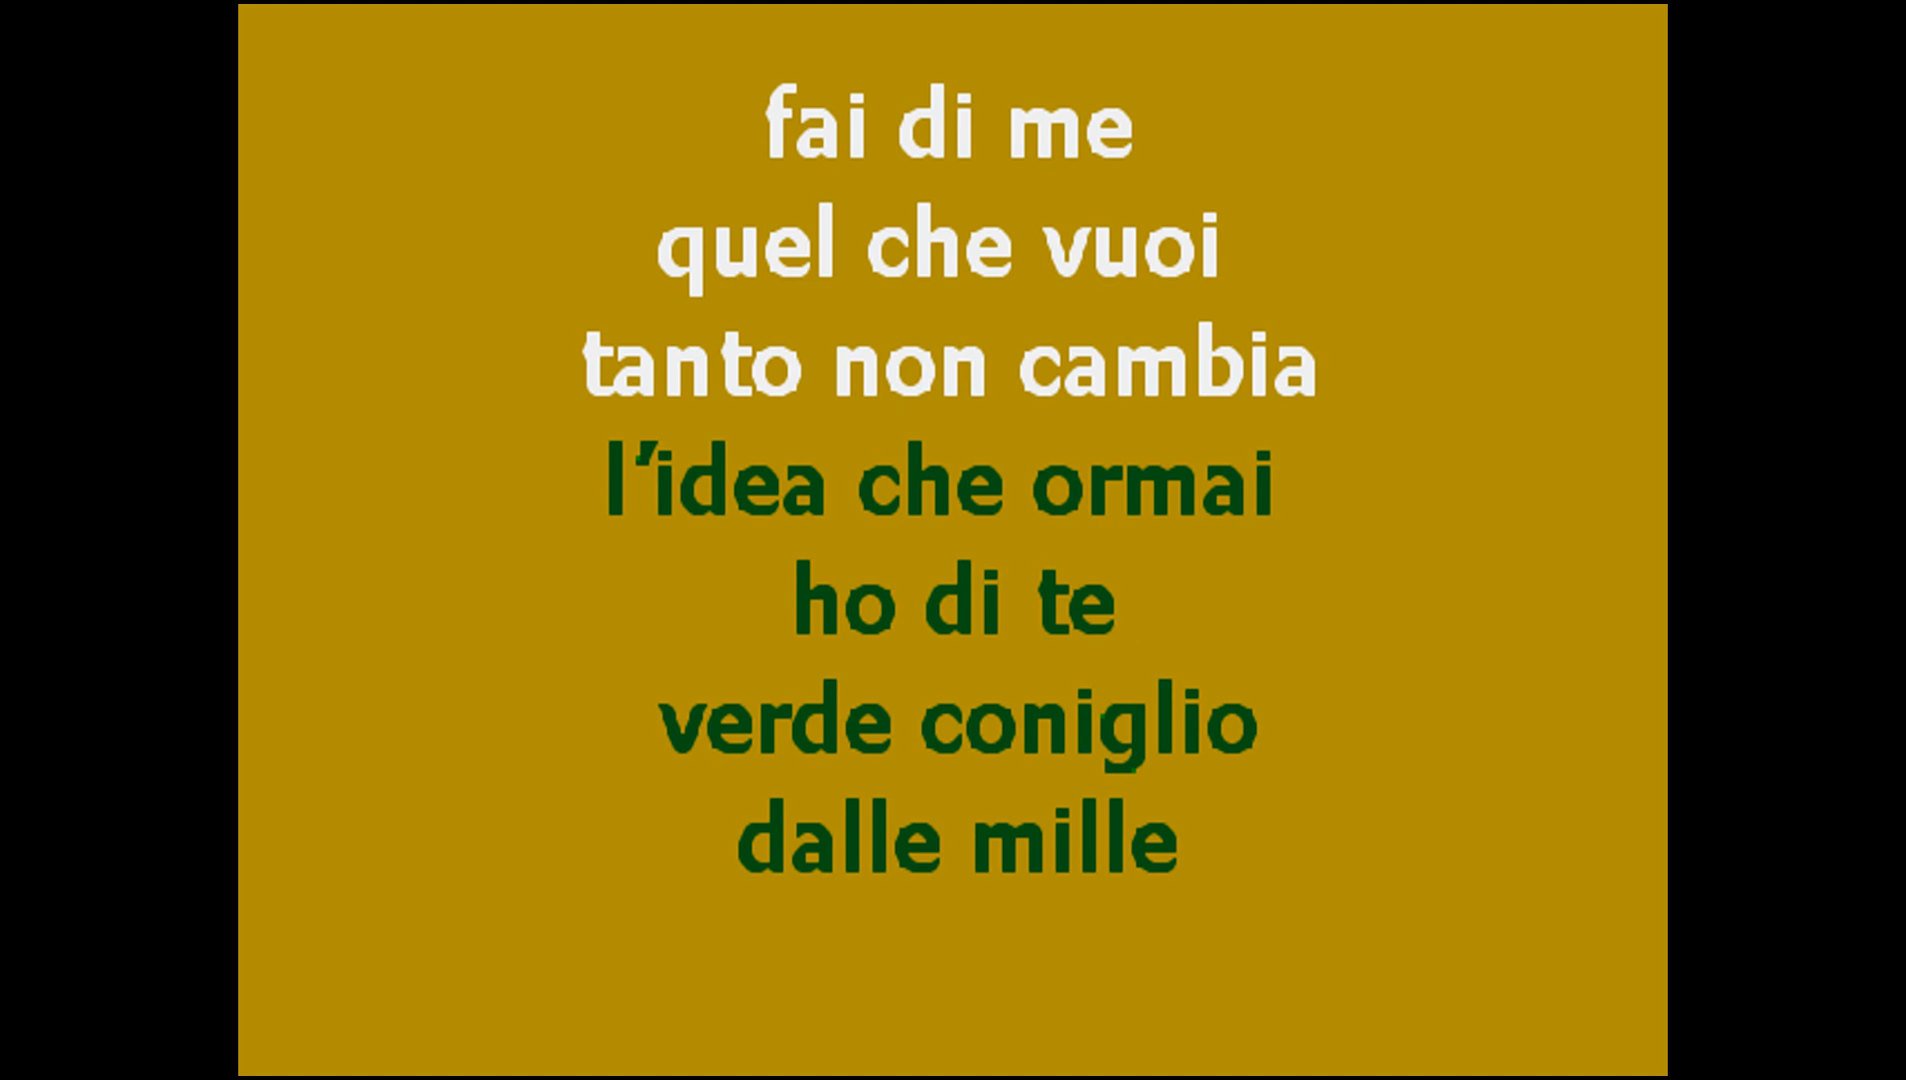 fai di me
quel che vuoi
tanto non cambia
l'idea che ormai
ho di te
verde coniglio
dalle mille